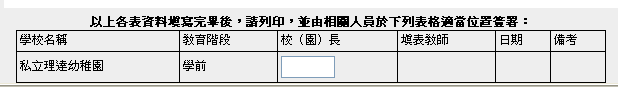 以上各表資料填寫完畢後，請列印，並由相關人員於下列表格適當位置簽署：
學校名稱 教育階段 校（園）長 填表教師 日期 備考
私立理達幼稚園 學前